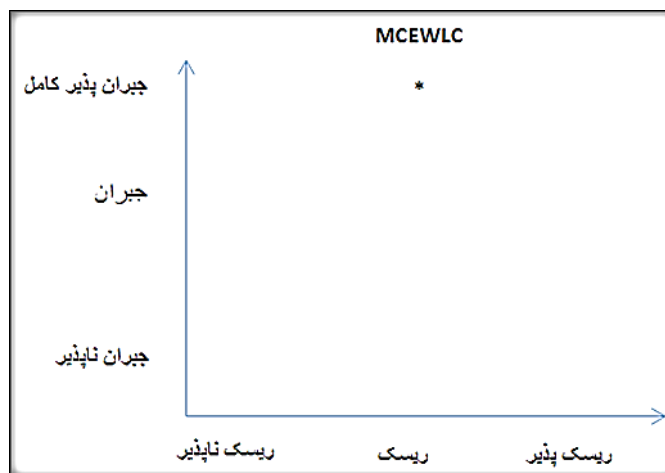 MCEWLC
*
جبران پذیر کامل
جبران
جبران ناپذیر
ریسک ناپذیر
ریسک
ریسک پذیر